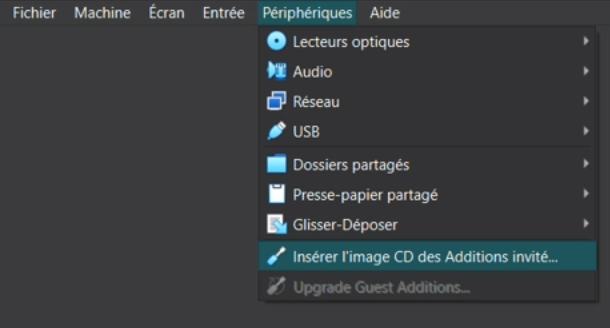 Fichier Machine Écran Entrée Périphériques Aide
Lecteurs optiques
Audio
Réseau
USB
Dossiers partagés
Presse-papier partagé
Glisser-Déposer
Insérer l'image CD des Additions invité...
Upgrade Guest Additions...